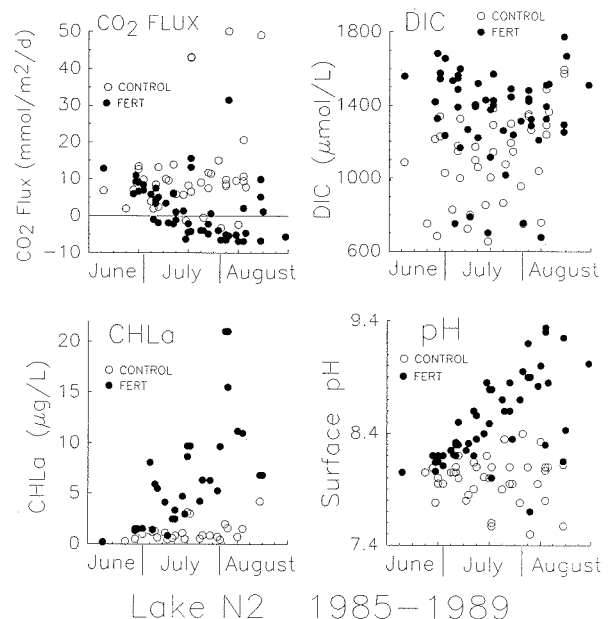 CO2 FLUX
CO2 Flux (mmol/m2/d)
50
40
30
20
10
0
-10
CONTROL
FERT
June
July
August
DIC
DIC (µmol/L)
1800
1400
1000
600
CONTROL
FERT
June
July
August
CHLa
CHLa (µg/L)
20
15
10
5
0
CONTROL
FERT
June
July
August
pH
Surface pH
9.4
8.4
7.4
CONTROL
FERT
June
July
August
Lake N2 1985-1989